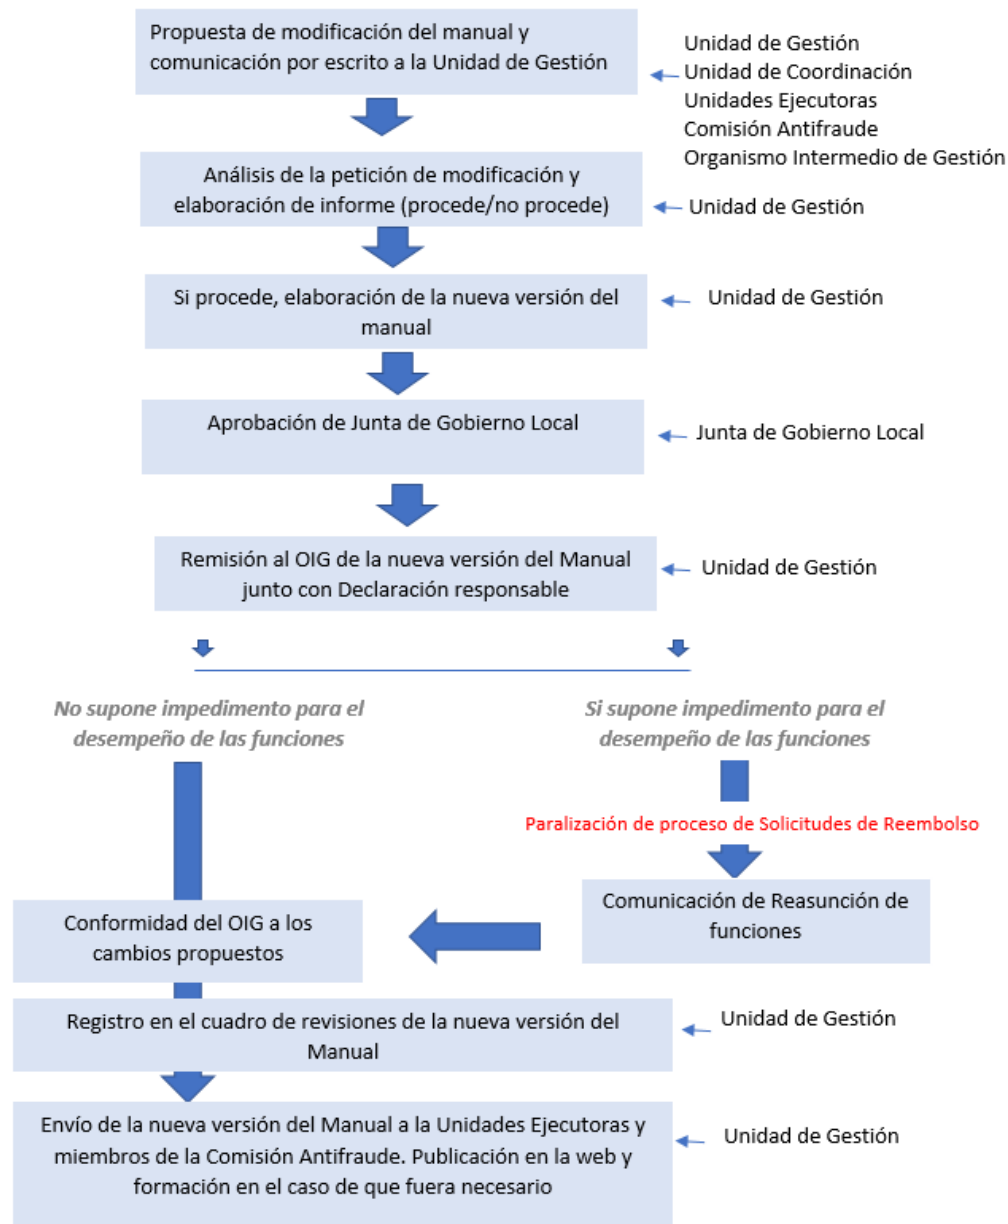 Propuesta de modificación del manual y
comunicación por escrito a la Unidad de Gestión
Unidad de Gestión
Unidad de Coordinación
Unidades Ejecutoras
Comisión Antifraude
Organismo Intermedio de Gestión
Análisis de la petición de modificación y
elaboración de informe (procede/no procede)
Unidad de Gestión
Si procede, elaboración de la nueva versión del
manual
Unidad de Gestión
Aprobación de Junta de Gobierno Local
Junta de Gobierno Local
Remisión al OIG de la nueva versión del Manual
junto con Declaración responsable
Unidad de Gestión
No supone impedimento para el
desempeño de las funciones
Si supone impedimento para el
desempeño de las funciones
Paralización de proceso de Solicitudes de Reembolso
Comunicación de Reasunción de
funciones
Conformidad del OIG a los
cambios propuestos
Registro en el cuadro de revisiones de la nueva versión del
Manual
Unidad de Gestión
Envío de la nueva versión del Manual a la Unidades Ejecutoras y
miembros de la Comisión Antifraude. Publicación en la web y
formación en el caso de que fuera necesario
Unidad de Gestión